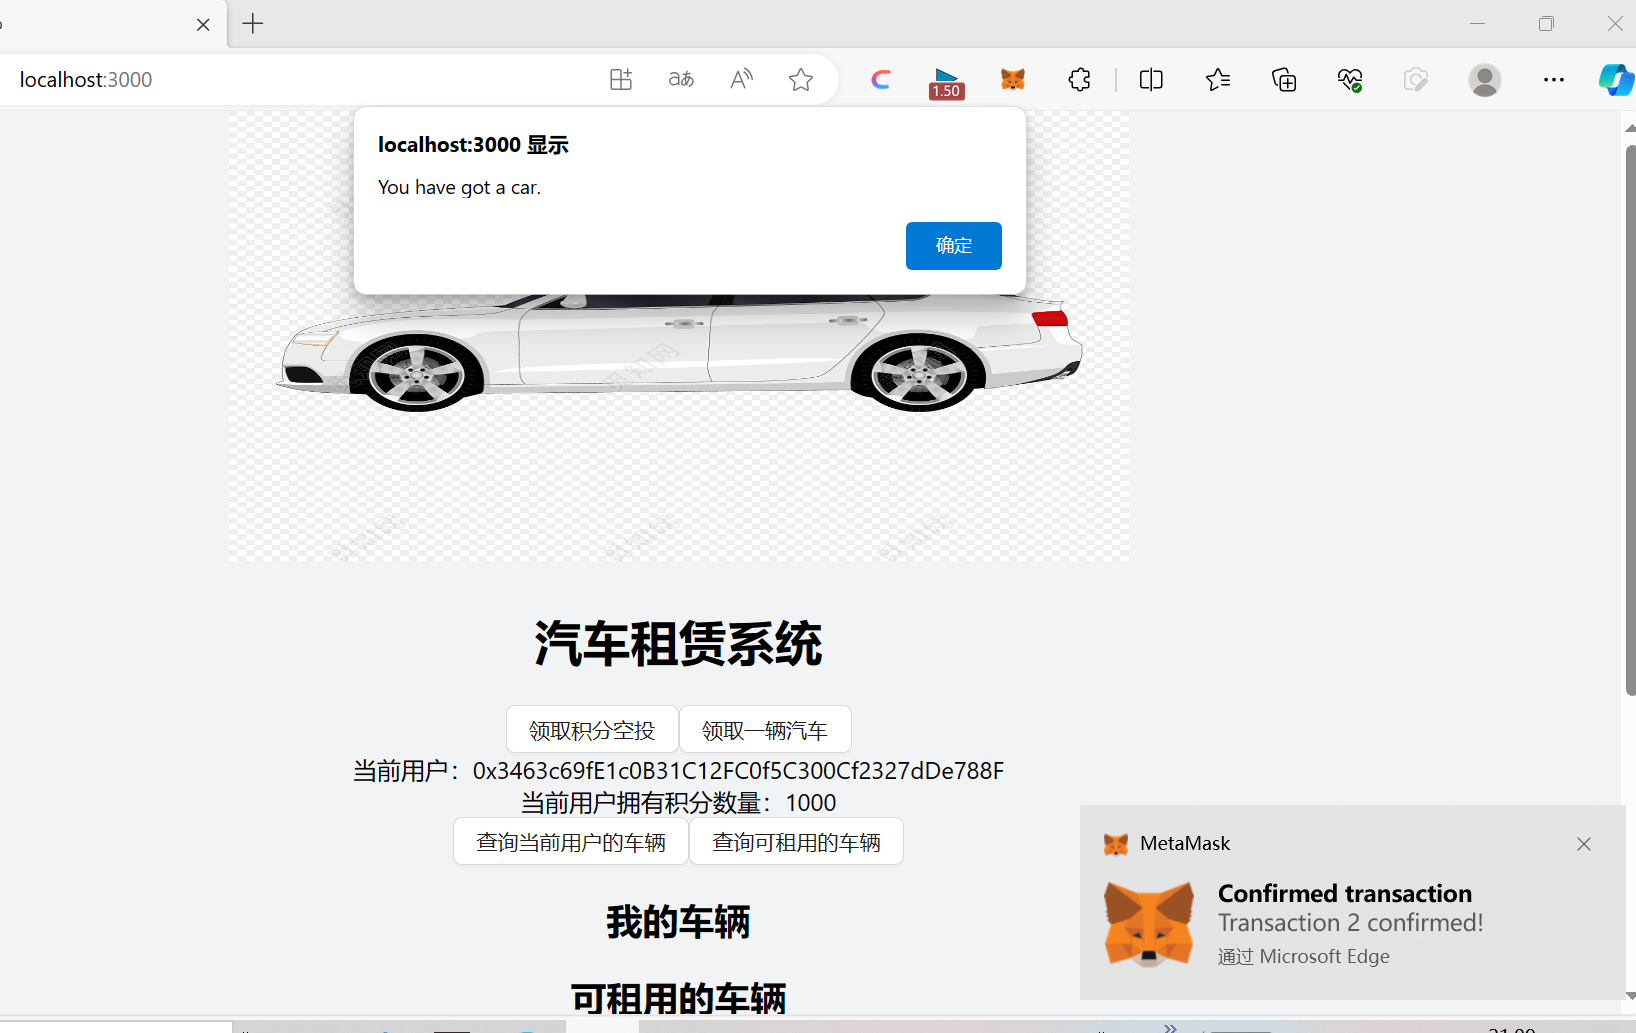 localhost:3000
aあ
A
1.50
localhost:3000 显示
You have got a car.
确定
汽车租赁系统
领取积分空投
领取一辆汽车
当前用户：0x3463c69fE1c0B31C12FC0f5C300Cf2327dDe788F
当前用户拥有积分数量：1000
查询当前用户的车辆
查询可租用的车辆
我的车辆
可租用的车辆
MetaMask
Confirmed transaction
Transaction 2 confirmed!
通过 Microsoft Edge